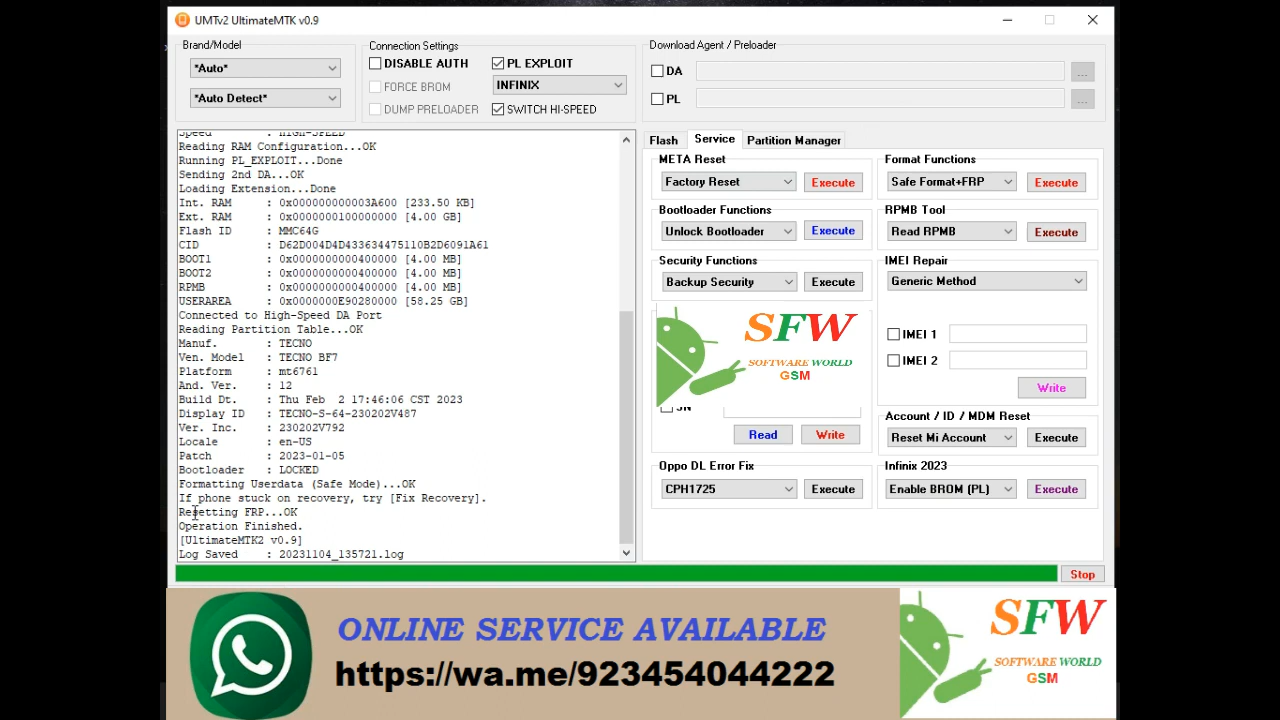 UMTv2 UltimateMTK v0.9
Brand/Model
*Auto*
*Auto Detect*
Connection Settings
DISABLE AUTH
PL EXPLOIT
FORCE BROM
INFINIX
DUMP PRELOADER
SWITCH HI-SPEED
Download Agent / Preloader
DA
...
PL
...
Speed : HIGH-SPEED
Reading RAM Configuration...OK
Running PL_EXPLOIT...Done
Sending 2nd DA...OK
Loading Extension...Done
Int. RAM : 0x000000000003A600 [233.50 KB]
Ext. RAM : 0x0000000100000000 [4.00 GB]
Flash ID : MMC64G
CID : D62D004D4D433634475110B2D6091A61
BOOT1 : 0x0000000000400000 [4.00 MB]
BOOT2 : 0x0000000000400000 [4.00 MB]
RPMB : 0x0000000000400000 [4.00 MB]
USERAREA : 0x0000000E90280000 [58.25 GB]
Connected to High-Speed DA Port
Reading Partition Table...OK
Manuf. : TECNO
Ven. Model : TECNO BF7
Platform : mt6761
And. Ver. : 12
Build Dt. : Thu Feb 2 17:46:06 CST 2023
Display ID : TECNO-S-64-230202V487
Ver. Inc. : 230202V792
Locale : en-US
Patch : 2023-01-05
Bootloader : LOCKED
Formatting Userdata (Safe Mode)...OK
If phone stuck on recovery, try [Fix Recovery].
Resetting FRP...OK
Operation Finished.
[UltimateMTK2 v0.9]
Log Saved : 20231104_135721.log
Flash Service Partition Manager
META Reset
Factory Reset Execute
Format Functions
Safe Format+FRP Execute
Bootloader Functions
Unlock Bootloader Execute
RPMB Tool
Read RPMB Execute
Security Functions
Backup Security Execute
IMEI Repair
Generic Method
SFW
SOFTWARE WORLD
GSM
IMEI 1
IMEI 2
Write
SN
Read Write
Account / ID / MDM Reset
Reset Mi Account Execute
Oppo DL Error Fix
CPH1725 Execute
Infinix 2023
Enable BROM (PL) Execute
Stop
ONLINE SERVICE AVAILABLE
https://wa.me/923454044222
SFW
SOFTWARE WORLD
GSM